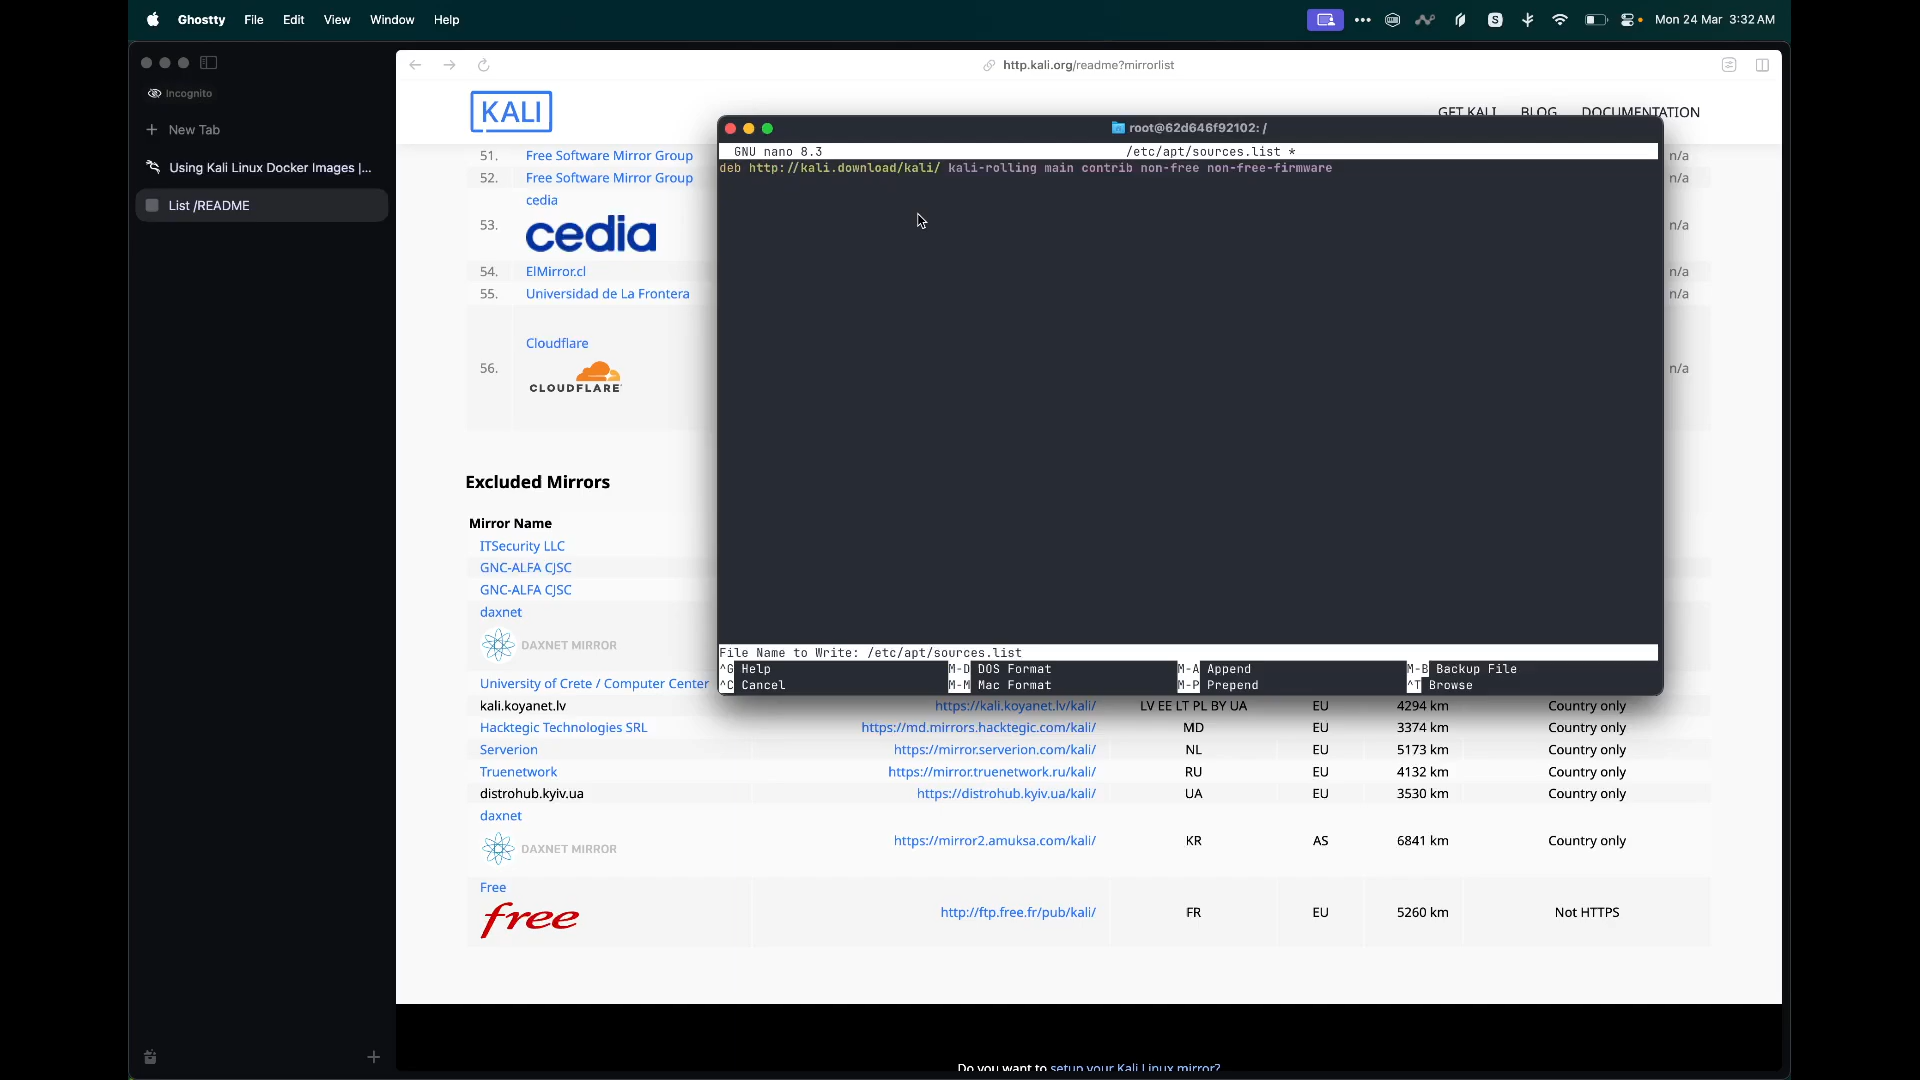 Ghostty File Edit View Window Help
Mon 24 Mar 3:32 AM
Incognito
New Tab
Using Kali Linux Docker Images |...
List /README
http.kali.org/readme?mirrorlist
KALI
GET KALI BLOG DOCUMENTATION
51. Free Software Mirror Group n/a
52. Free Software Mirror Group n/a
cedia
53. cedia n/a
54. ElMirror.cl n/a
55. Universidad de La Frontera n/a
Cloudflare
56. CLOUDFLARE n/a
root@62d646f92102: /
GNU nano 8.3 /etc/apt/sources.list *
deb http://kali.download/kali/ kali-rolling main contrib non-free non-free-firmware
File Name to Write: /etc/apt/sources.list
^G Help M-D DOS Format M-A Append M-B Backup File
^C Cancel M-M Mac Format M-P Prepend ^T Browse
Excluded Mirrors
Mirror Name
ITSecurity LLC
GNC-ALFA CJSC
GNC-ALFA CJSC
daxnet
DAXNET MIRROR
University of Crete / Computer Center
kali.koyanet.lv https://kali.koyanet.lv/kali/ LV EE LT PL BY UA EU 4294 km Country only
Hacktegic Technologies SRL https://md.mirrors.hacktegic.com/kali/ MD EU 3374 km Country only
Serverion https://mirror.serverion.com/kali/ NL EU 5173 km Country only
Truenetwork https://mirror.truenetwork.ru/kali/ RU EU 4132 km Country only
distrohub.kyiv.ua https://distrohub.kyiv.ua/kali/ UA EU 3530 km Country only
daxnet
DAXNET MIRROR https://mirror2.amuksa.com/kali/ KR AS 6841 km Country only
Free
free http://ftp.free.fr/pub/kali/ FR EU 5260 km Not HTTPS
Do you want to setup your Kali Linux mirror?